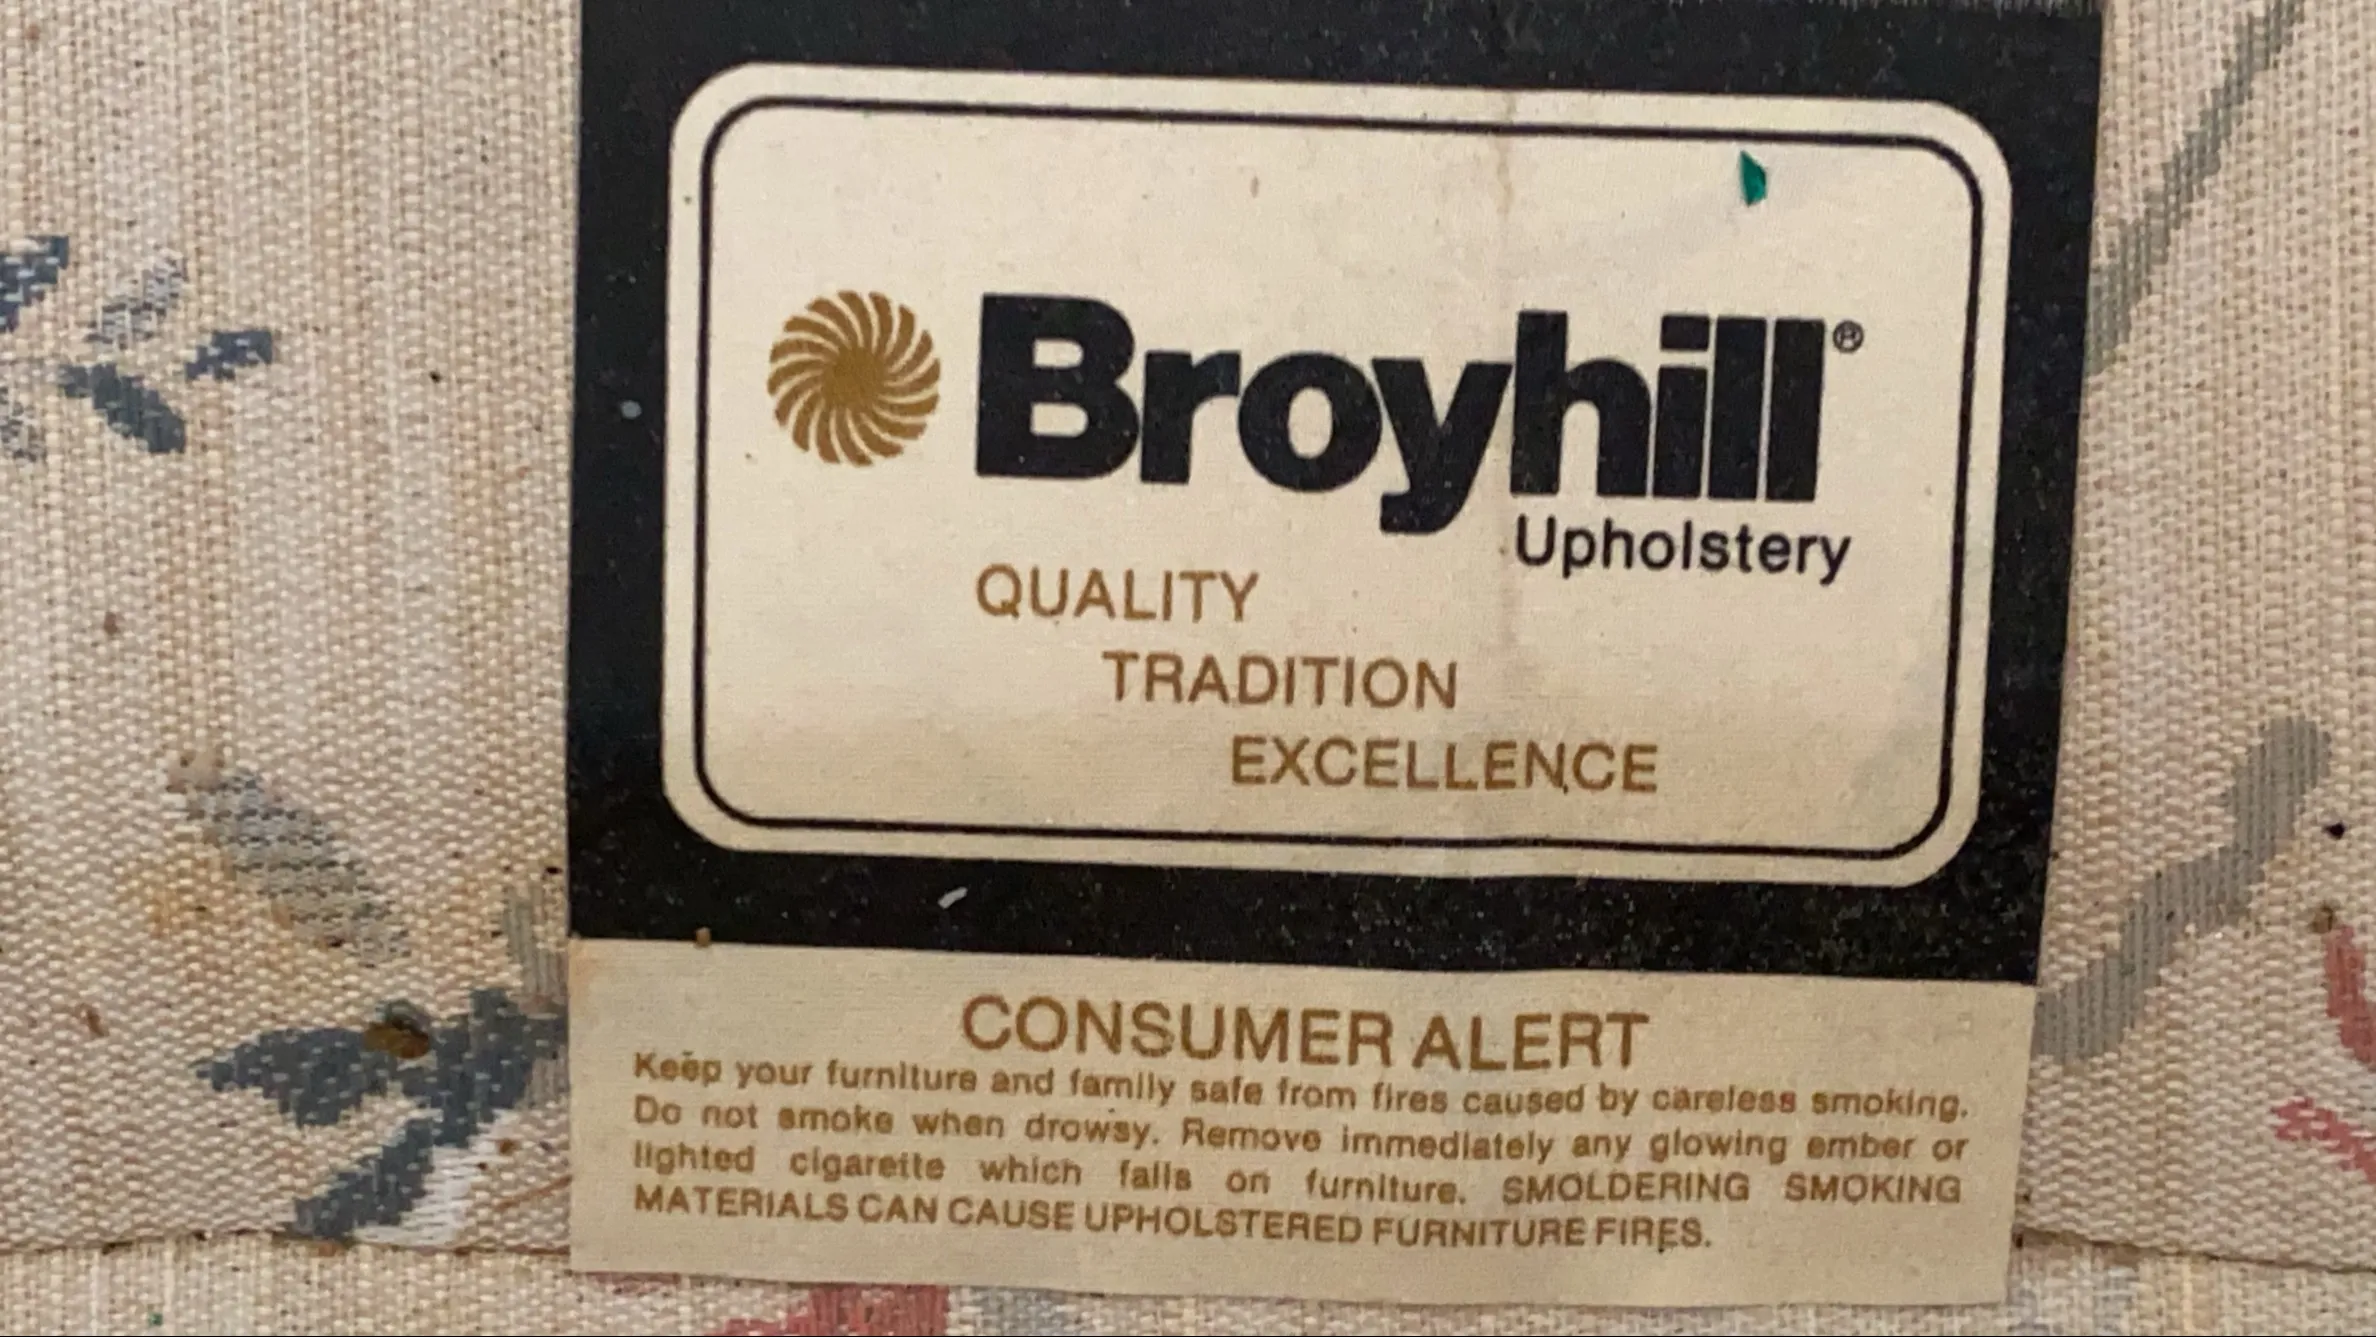 Broyhill®
Upholstery
QUALITY
TRADITION
EXCELLENCE
CONSUMER ALERT
Keep your furniture and family safe from fires caused by careless smoking.
Do not smoke when drowsy. Remove immediately any glowing ember or
lighted cigarette which falls on furniture. SMOLDERING SMOKING
MATERIALS CAN CAUSE UPHOLSTERED FURNITURE FIRES.